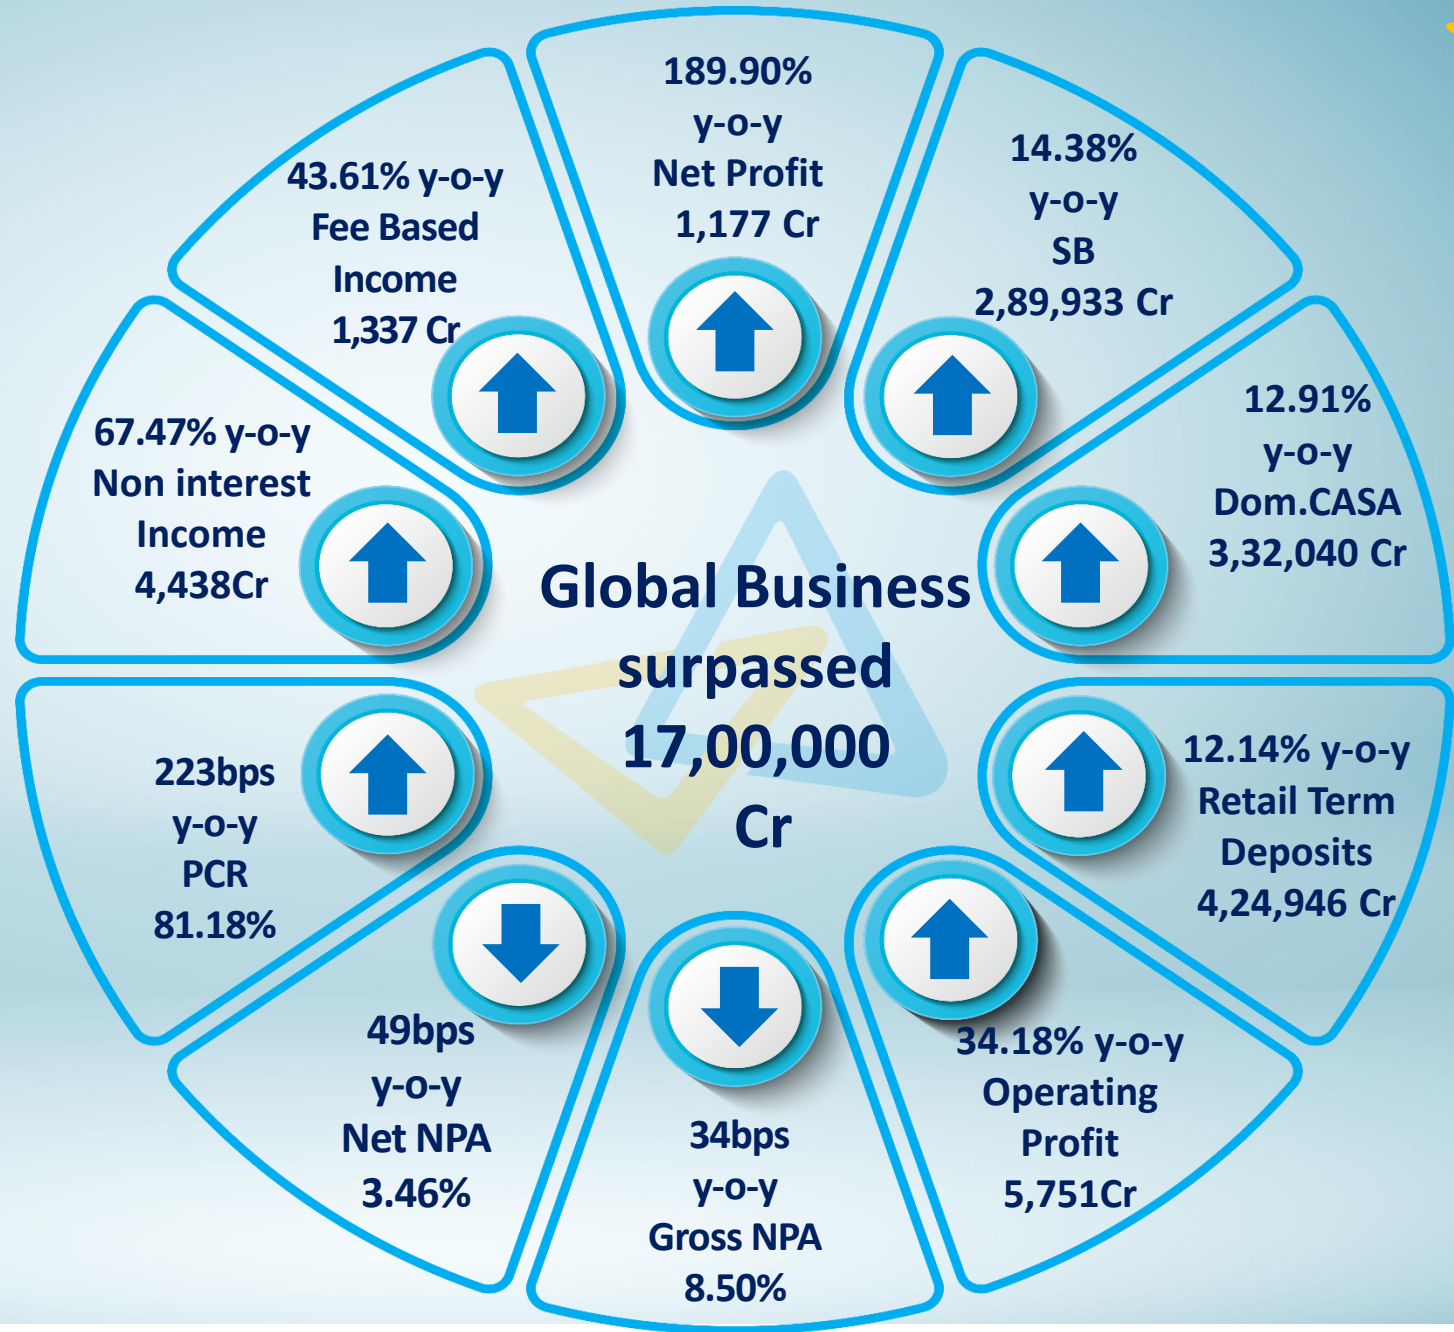 189.90%
y-o-y
Net Profit
1,177 Cr
14.38%
y-o-y
SB
2,89,933 Cr
12.91%
y-o-y
Dom.CASA
3,32,040 Cr
12.14% y-o-y
Retail Term
Deposits
4,24,946 Cr
34.18% y-o-y
Operating
Profit
5,751Cr
34bps
y-o-y
Gross NPA
8.50%
49bps
y-o-y
Net NPA
3.46%
223bps
y-o-y
PCR
81.18%
67.47% y-o-y
Non interest
Income
4,438Cr
43.61% y-o-y
Fee Based
Income
1,337 Cr
Global Business
surpassed
17,00,000
Cr